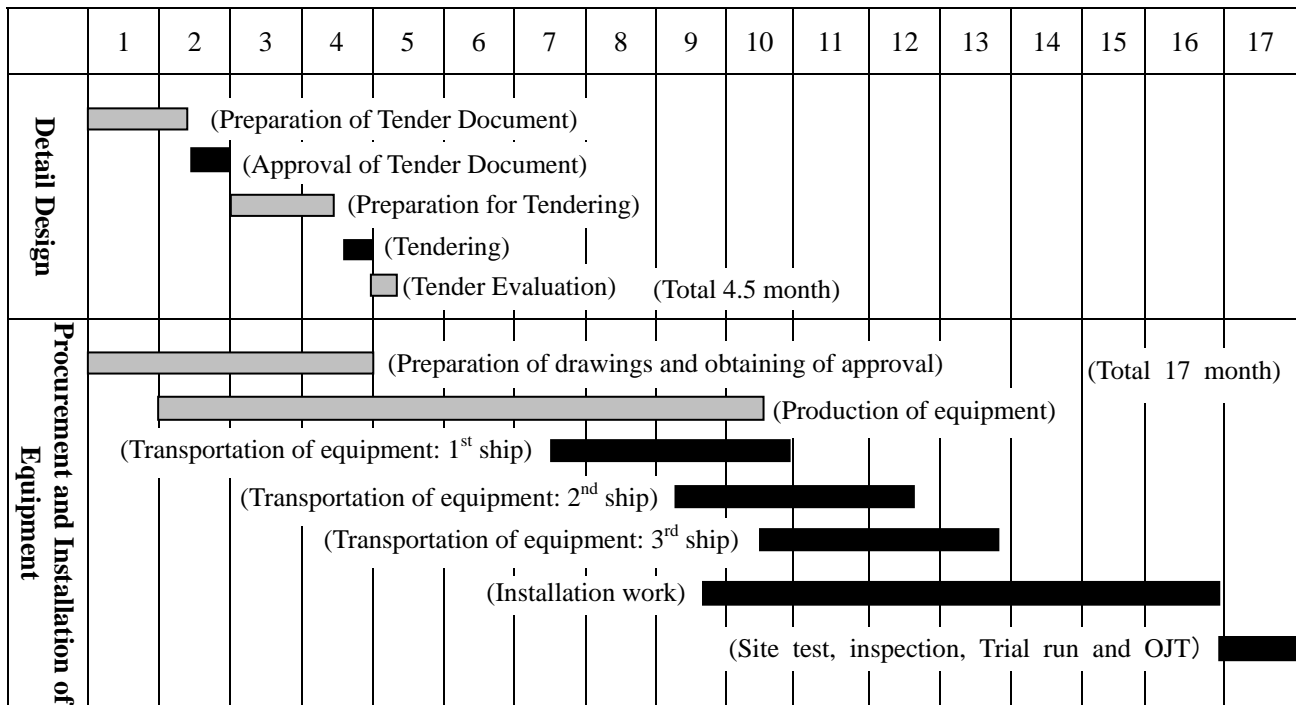 1 2 3 4 5 6 7 8 9 10 11 12 13 14 15 16 17
Detail Design
(Preparation of Tender Document)
(Approval of Tender Document)
(Preparation for Tendering)
(Tendering)
(Tender Evaluation) (Total 4.5 month)
Procurement and Installation of
Equipment
(Preparation of drawings and obtaining of approval) (Total 17 month)
(Production of equipment)
(Transportation of equipment: 1st ship)
(Transportation of equipment: 2nd ship)
(Transportation of equipment: 3rd ship)
(Installation work)
(Site test, inspection, Trial run and OJT)